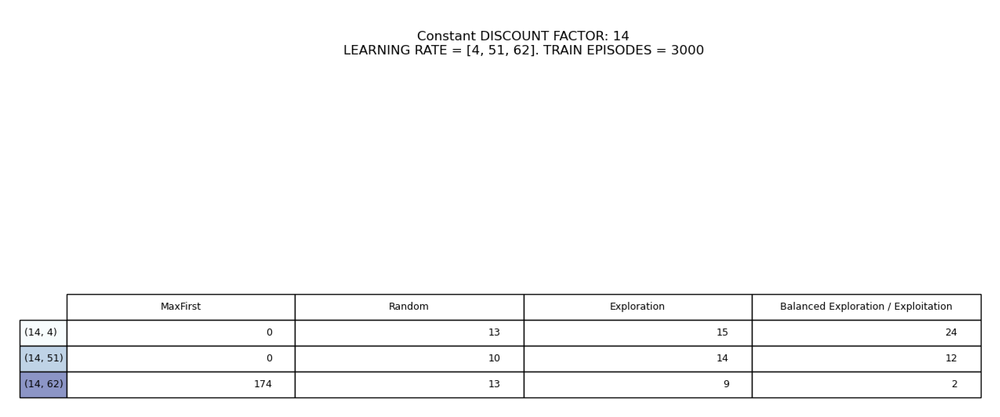 Constant DISCOUNT FACTOR: 14
LEARNING RATE = [4, 51, 62]. TRAIN EPISODES = 3000
MaxFirst Random Exploration Balanced Exploration / Exploitation
(14, 4) 0 13 15 24
(14, 51) 0 10 14 12
(14, 62) 174 13 9 2